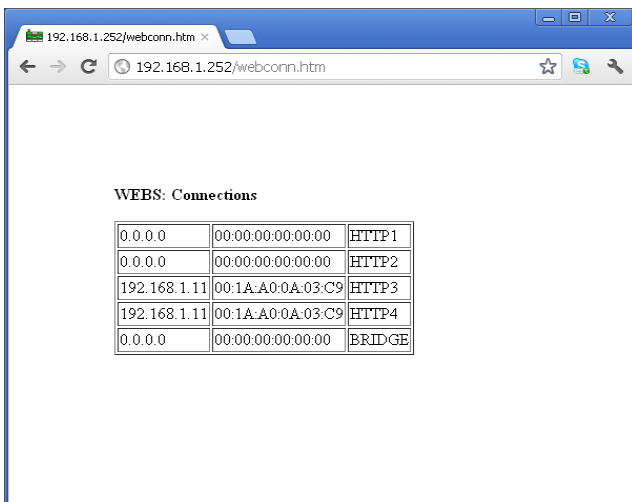 192.168.1.252/webconn.htm
192.168.1.252/webconn.htm
WEBS: Connections
0.0.0.0 00:00:00:00:00:00 HTTP1
0.0.0.0 00:00:00:00:00:00 HTTP2
192.168.1.11 00:1A:A0:0A:03:C9 HTTP3
192.168.1.11 00:1A:A0:0A:03:C9 HTTP4
0.0.0.0 00:00:00:00:00:00 BRIDGE